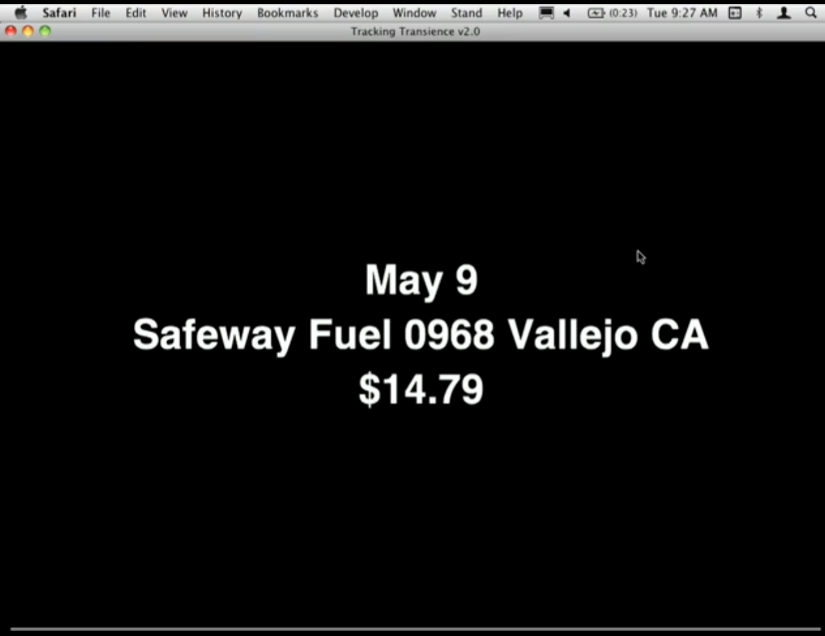 Safari File Edit View History Bookmarks Develop Window Stand Help (0:23) Tue 9:27 AM
Tracking Transience v2.0
May 9
Safeway Fuel 0968 Vallejo CA
$14.79